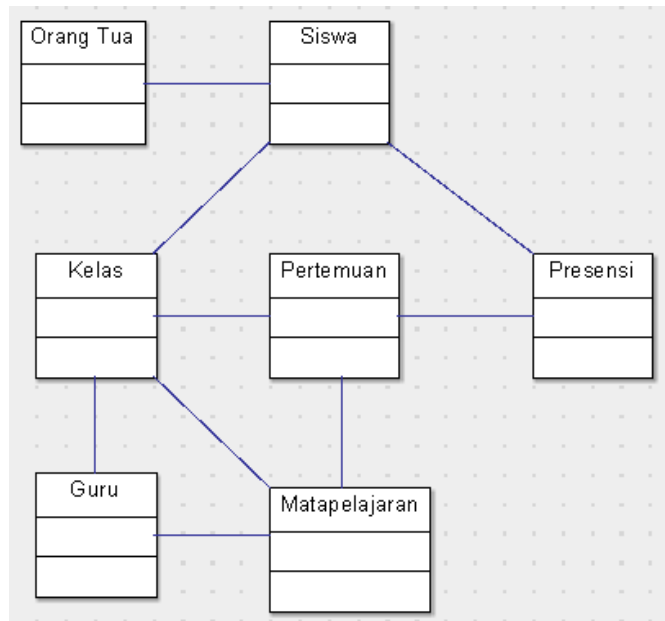 Orang Tua
Siswa
Kelas
Pertemuan
Presensi
Guru
Matapelajaran